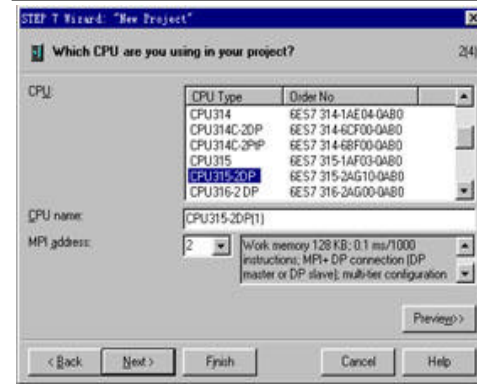 STEP 7 Wizard: "New Project"
Which CPU are you using in your project? 2(4)
CPU:
CPU Type Order No
CPU314 6ES7 314-1AE04-0AB0
CPU314C-2DP 6ES7 314-6CF00-0AB0
CPU314C-2PtP 6ES7 314-6BF00-0AB0
CPU315 6ES7 315-1AF03-0AB0
CPU315-2DP 6ES7 315-2AG10-0AB0
CPU316-2 DP 6ES7 316-2AG00-0AB0
CPU name: CPU315-2DP(1)
MPI address: 2
Work memory 128 KB; 0.1 ms/1000
instructions; MPI+ DP connection (DP
master or DP slave); multi-tier configuration
Preview>>
< Back Next > Finish Cancel Help